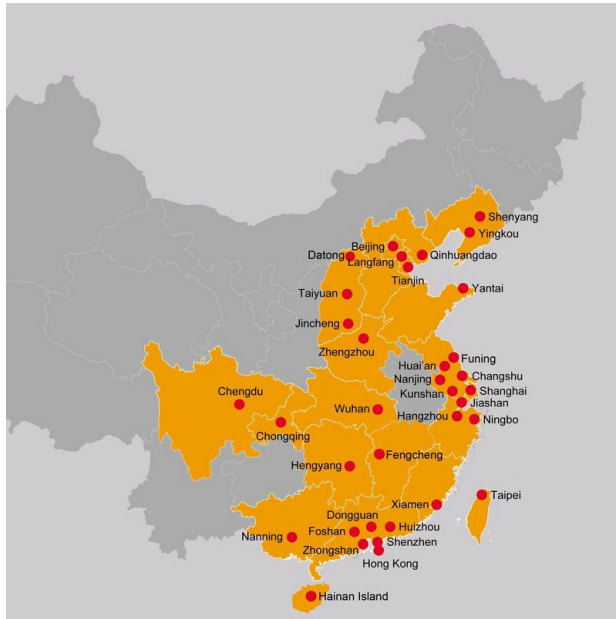 Shenyang
Yingkou
Beijing
Datong
Langfang
Qinhuangdao
Tianjin
Yantai
Taiyuan
Jincheng
Zhengzhou
Funing
Huai'an
Changshu
Nanjing
Kunshan
Shanghai
Jiashan
Chengdu
Wuhan
Hangzhou
Ningbo
Chongqing
Fengcheng
Hengyang
Taipei
Xiamen
Dongguan
Foshan
Huizhou
Nanning
Shenzhen
Zhongshan
Hong Kong
Hainan Island